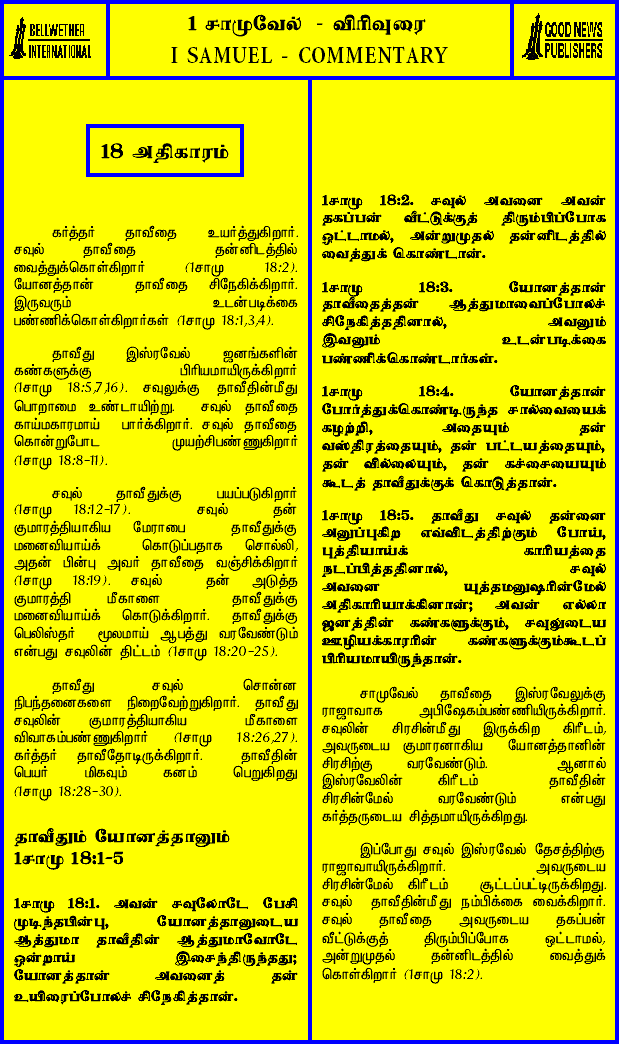 BELLWETHER
INTERNATIONAL
1 சாமுவேல் - விரிவுரை
I SAMUEL - COMMENTARY
GOOD NEWS
PUBLISHERS
18 அதிகாரம்
கர்த்தர் தாவீதை உயர்த்துகிறார்.
சவுல் தாவீதை தன்னிடத்தில்
வைத்துக்கொள்கிறார் (1சாமு 18:2).
யோனத்தான் தாவீதை சிநேகிக்கிறார்.
இருவரும் உடன்படிக்கை
பண்ணிக்கொள்கிறார்கள் (1சாமு 18:1,3,4).
தாவீது இஸ்ரவேல் ஜனங்களின்
கண்களுக்கு பிரியமாயிருக்கிறார்
(1சாமு 18:5,7,16). சவுலுக்கு தாவீதின்மீது
பொறாமை உண்டாயிற்று. சவுல் தாவீதை
காய்மகாரமாய் பார்க்கிறார். சவுல் தாவீதை
கொன்றுபோட முயற்சிபண்ணுகிறார்
(1சாமு 18:8-11).
சவுல் தாவீதுக்கு பயப்படுகிறார்
(1சாமு 18:12-17). சவுல் தன்
குமாரத்தியாகிய மேராபை தாவீதுக்கு
மனைவியாய்க் கொடுப்பதாக சொல்லி,
அதன் பின்பு அவர் தாவீதை வஞ்சிக்கிறார்
(1சாமு 18:19). சவுல் தன் அடுத்த
குமாரத்தி மீகாளை தாவீதுக்கு
மனைவியாய்க் கொடுக்கிறார். தாவீதுக்கு
பெலிஸ்தர் மூலமாய் ஆபத்து வரவேண்டும்
என்பது சவுலின் திட்டம் (1சாமு 18:20-25).
தாவீது சவுல் சொன்ன
நிபந்தனைகளை நிறைவேற்றுகிறார். தாவீது
சவுலின் குமாரத்தியாகிய மீகாளை
விவாகம்பண்ணுகிறார் (1சாமு 18:26,27).
கர்த்தர் தாவீதோடிருக்கிறார். தாவீதின்
பெயர் மிகவும் கனம் பெறுகிறது
(1சாமு 18:28-30).
தாவீதும் யோனத்தானும்
1சாமு 18:1-5
1சாமு 18:1. அவன் சவுலோடே பேசி
முடிந்தபின்பு, யோனத்தானுடைய
ஆத்துமா தாவீதின் ஆத்துமாவோடே
ஒன்றாய் இசைந்திருந்தது;
யோனத்தான் அவனைத் தன்
உயிரைப்போலச் சிநேகித்தான்.
1சாமு 18:2. சவுல் அவனை அவன்
தகப்பன் வீட்டுக்குத் திரும்பிப்போக
ஒட்டாமல், அன்றுமுதல் தன்னிடத்தில்
வைத்துக் கொண்டான்.
1சாமு 18:3. யோனத்தான்
தாவீதைத்தன் ஆத்துமாவைப்போலச்
சிநேகித்ததினால், அவனும்
இவனும் உடன்படிக்கை
பண்ணிக்கொண்டார்கள்.
1சாமு 18:4. யோனத்தான்
போர்த்துக்கொண்டிருந்த சால்வையைக்
கழற்றி, அதையும் தன்
வஸ்திரத்தையும், தன் பட்டயத்தையும்,
தன் வில்லையும், தன் கச்சையையும்
கூடத் தாவீதுக்குக் கொடுத்தான்.
1சாமு 18:5. தாவீது சவுல் தன்னை
அனுப்புகிற எவ்விடத்திற்கும் போய்,
புத்தியாய்க் காரியத்தை
நடப்பித்ததினால், சவுல்
அவனை யுத்தமனுஷரின்மேல்
அதிகாரியாக்கினான்; அவன் எல்லா
ஜனத்தின் கண்களுக்கும், சவுலுடைய
ஊழியக்காரரின் கண்களுக்கும்கூடப்
பிரியமாயிருந்தான்.
சாமுவேல் தாவீதை இஸ்ரவேலுக்கு
ராஜாவாக அபிஷேகம்பண்ணியிருக்கிறார்.
சவுலின் சிரசின்மீது இருக்கிற கிரீடம்,
அவருடைய குமாரனாகிய யோனத்தானின்
சிரசிற்கு வரவேண்டும். ஆனால்
இஸ்ரவேலின் கிரீடம் தாவீதின்
சிரசின்மேல் வரவேண்டும் என்பது
கர்த்தருடைய சித்தமாயிருக்கிறது.
இப்போது சவுல் இஸ்ரவேல் தேசத்திற்கு
ராஜாவாயிருக்கிறார். அவருடைய
சிரசின்மேல் கிரீடம் சூட்டப்பட்டிருக்கிறது.
சவுல் தாவீதின்மீது நம்பிக்கை வைக்கிறார்.
சவுல் தாவீதை அவருடைய தகப்பன்
வீட்டுக்குத் திரும்பிப்போக ஒட்டாமல்,
அன்றுமுதல் தன்னிடத்தில் வைத்துக்
கொள்கிறார் (1சாமு 18:2).